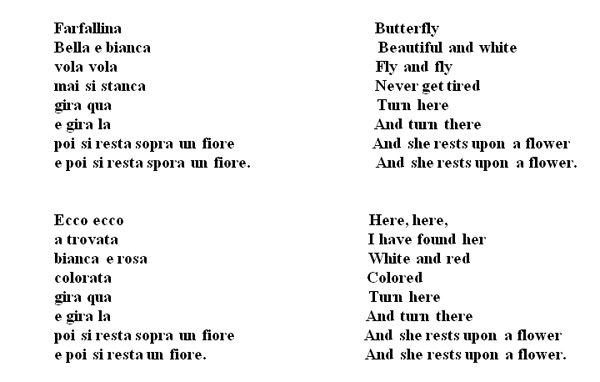 Farfallina
Bella e bianca
vola vola
mai si stanca
gira qua
e gira la
poi si resta sopra un fiore
e poi si resta spora un fiore.
Butterfly
Beautiful and white
Fly and fly
Never get tired
Turn here
And turn there
And she rests upon a flower
And she rests upon a flower.
Ecco ecco
a trovata
bianca e rosa
colorata
gira qua
e gira la
poi si resta sopra un fiore
e poi si resta un fiore.
Here, here,
I have found her
White and red
Colored
Turn here
And turn there
And she rests upon a flower
And she rests upon a flower.